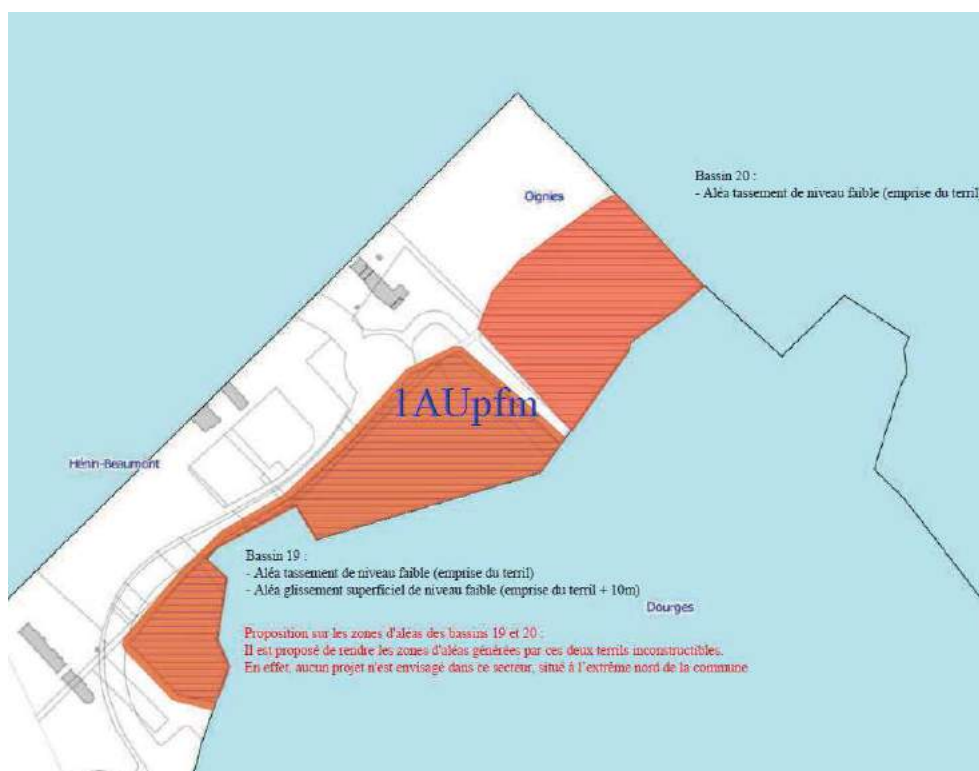 Bassin 20 :
- Aléa tassement de niveau faible (emprise du terril
Oignies
1AUpfm
Hénin-Beaumont
Bassin 19 :
- Aléa tassement de niveau faible (emprise du terril)
- Aléa glissement superficiel de niveau faible (emprise du terril + 10m)
Dourges
Proposition sur les zones d'aléas des bassins 19 et 20 :
Il est proposé de rendre les zones d'aléas générées par ces deux terrils inconstructibles.
En effet, aucun projet n'est envisagé dans ce secteur, situé à l'extrême nord de la commune.